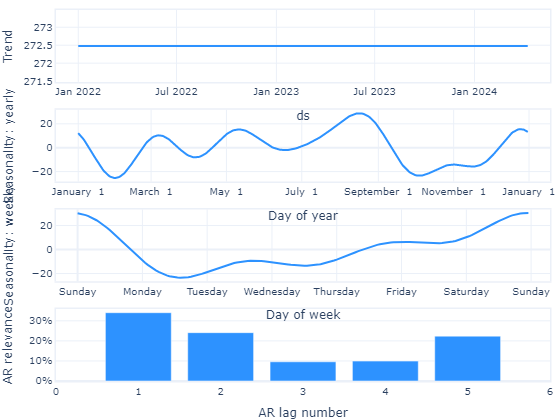 273
272.5
272
271.5
Trend
Jan 2022 Jul 2022 Jan 2023 Jul 2023 Jan 2024
ds
20
0
−20
Seasonality: yearly
January 1 March 1 May 1 July 1 September 1 November 1 January 1
Day of year
20
0
−20
Seasonality: weekly
Sunday Monday Tuesday Wednesday Thursday Friday Saturday Sunday
Day of week
30%
20%
10%
0%
AR relevance
0 1 2 3 4 5 6
AR lag number